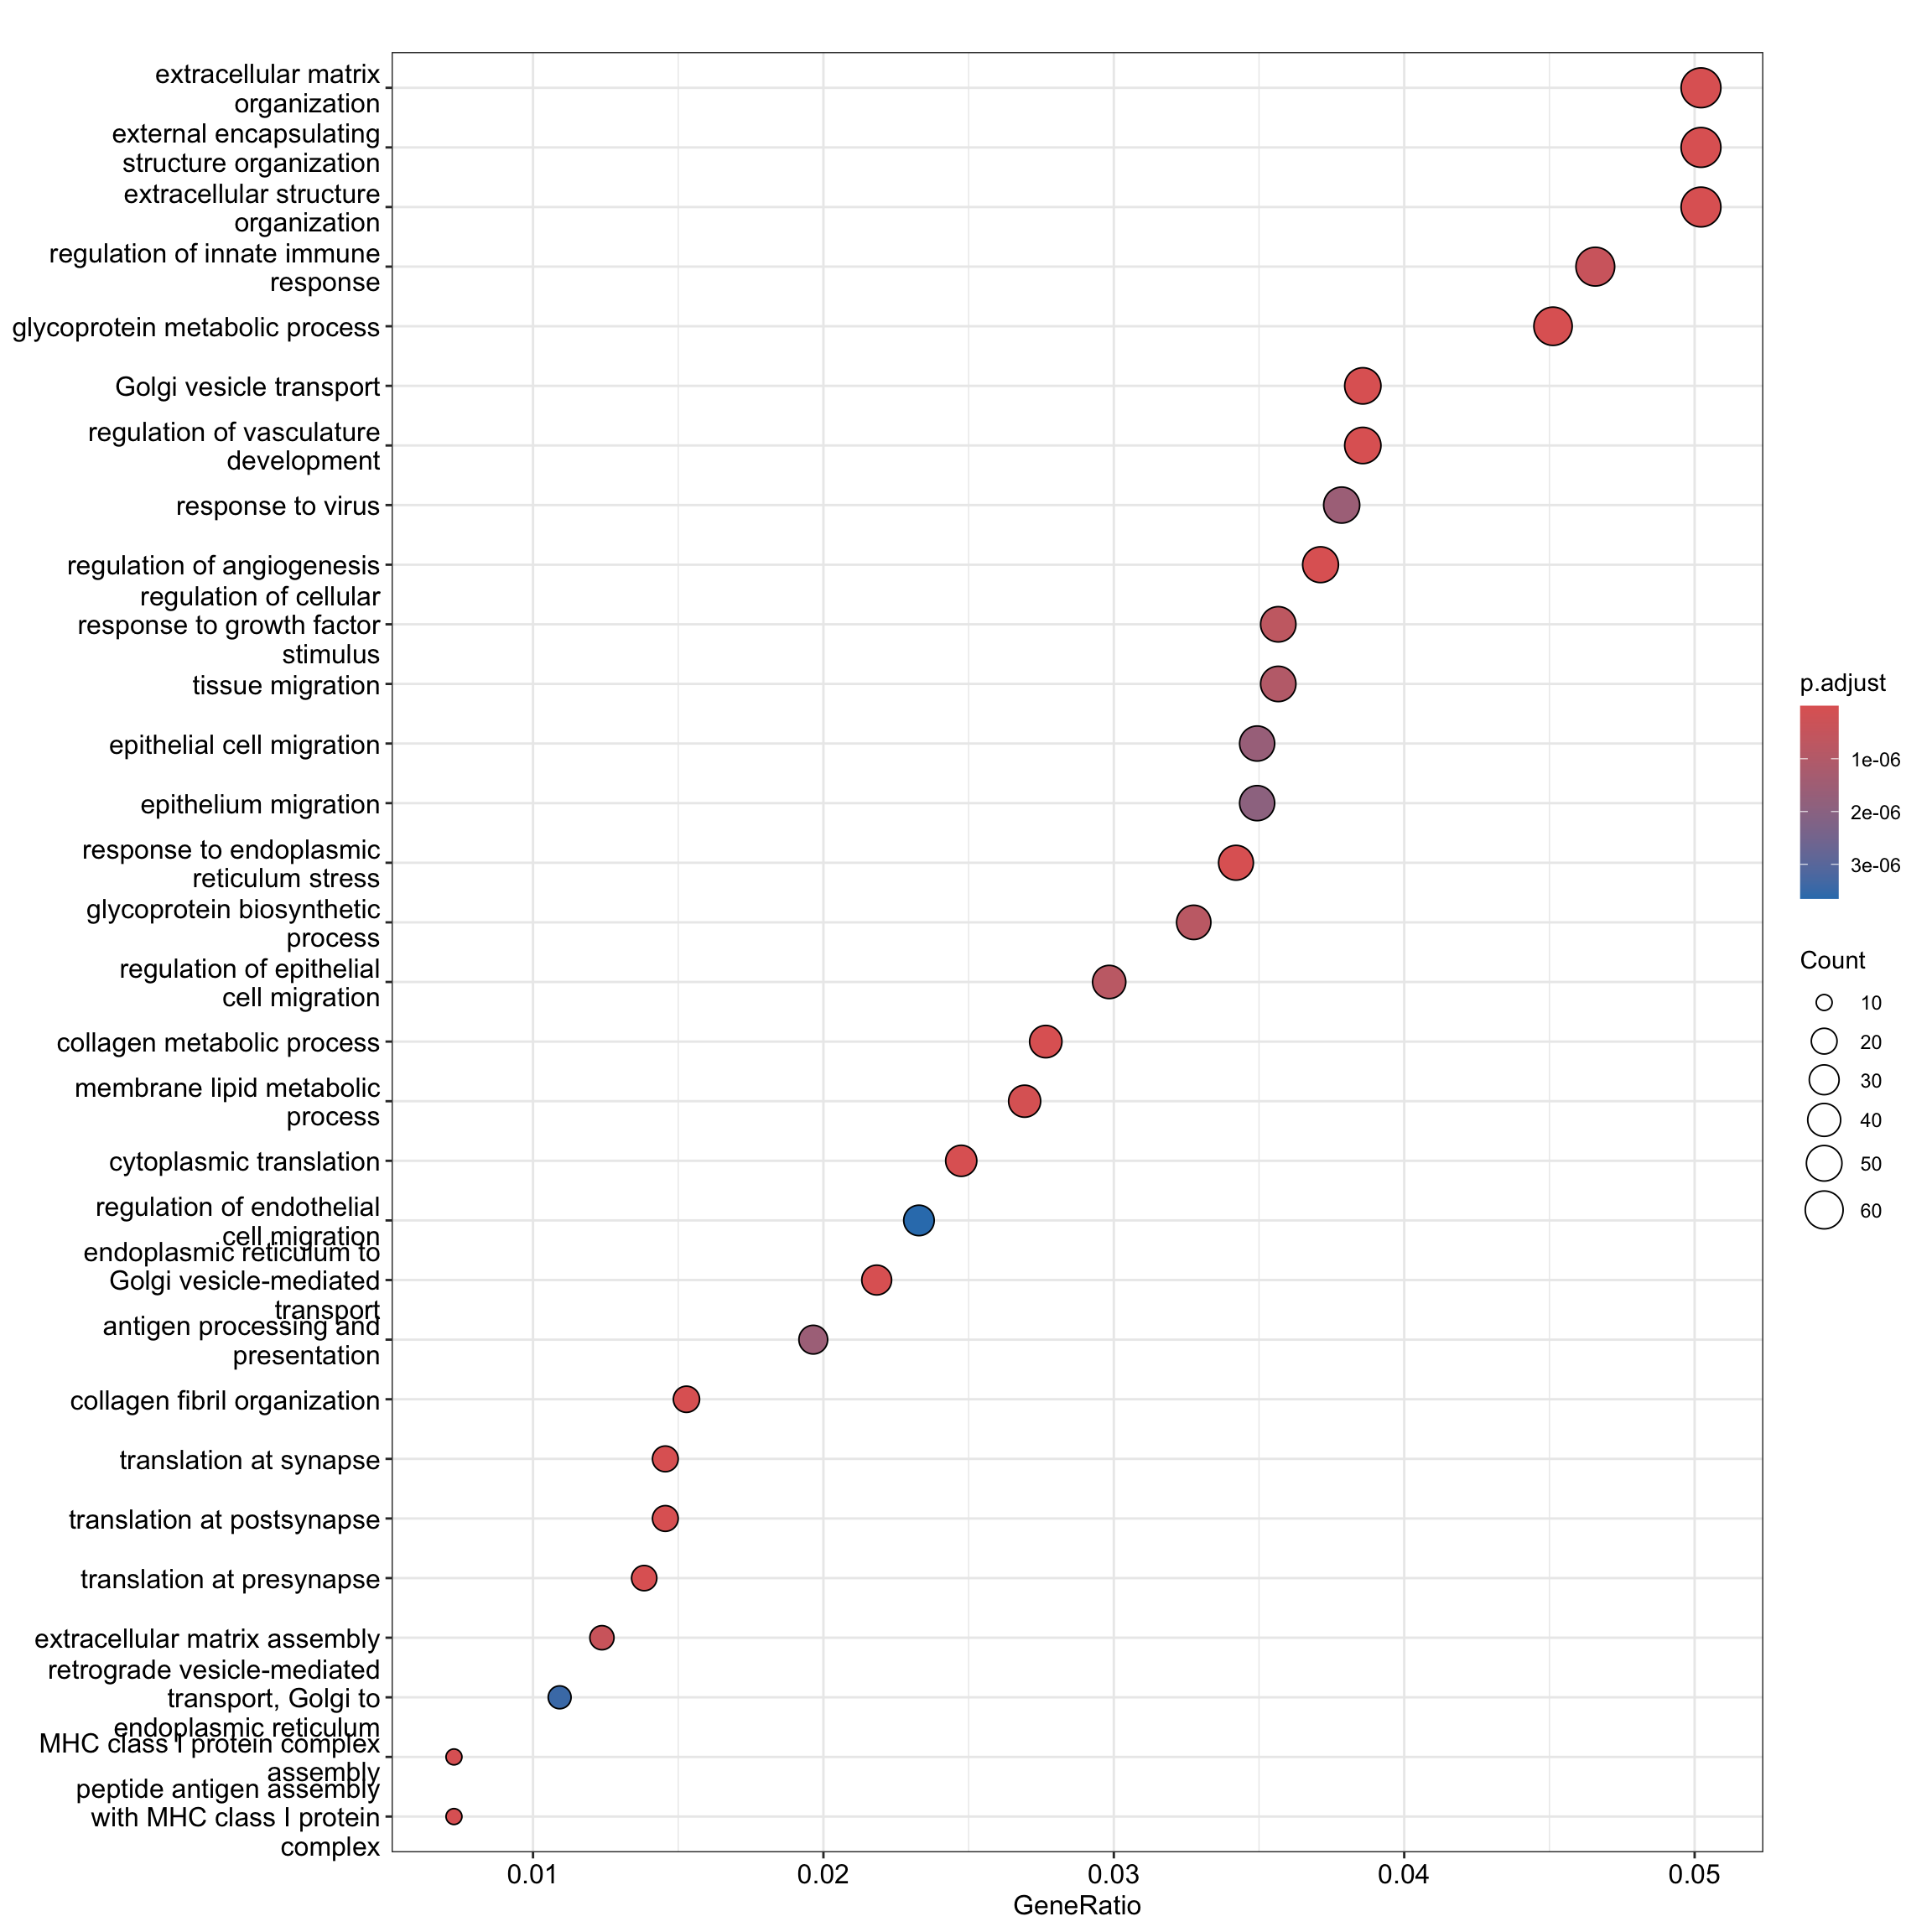 extracellular matrix
organization
external encapsulating
structure organization
extracellular structure
organization
regulation of innate immune
response
glycoprotein metabolic process
Golgi vesicle transport
regulation of vasculature
development
response to virus
regulation of angiogenesis
regulation of cellular
response to growth factor
stimulus
tissue migration
epithelial cell migration
epithelium migration
response to endoplasmic
reticulum stress
glycoprotein biosynthetic
process
regulation of epithelial
cell migration
collagen metabolic process
membrane lipid metabolic
process
cytoplasmic translation
regulation of endothelial
cell migration
endoplasmic reticulum to
Golgi vesicle-mediated
transport
antigen processing and
presentation
collagen fibril organization
translation at synapse
translation at postsynapse
translation at presynapse
extracellular matrix assembly
retrograde vesicle-mediated
transport, Golgi to
endoplasmic reticulum
MHC class I protein complex
assembly
peptide antigen assembly
with MHC class I protein
complex
0.01
0.02
0.03
0.04
0.05
GeneRatio
p.adjust
1e-06
2e-06
3e-06
Count
10
20
30
40
50
60